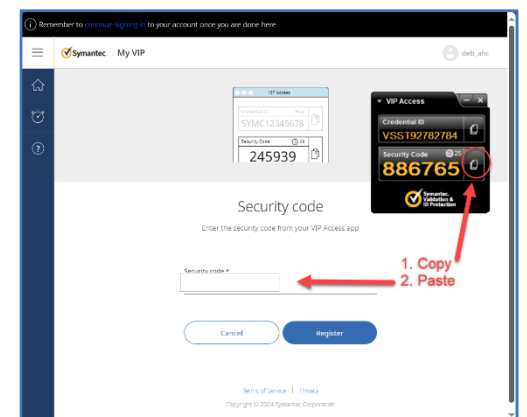 Remember to continue signing in to your account once you are done here
Symantec. My VIP
deb_ahc
VIP Access
Credential ID
SYMC12345678
Security Code
245939
VIP Access
Credential ID
VSST92782784
Security Code 25
886765
Symantec.
Validation &
ID Protection
Security code
Enter the security code from your VIP Access app
1. Copy
2. Paste
Security code *
Cancel Register
Terms of Service | Privacy
Copyright © 2024 Symantec Corporation